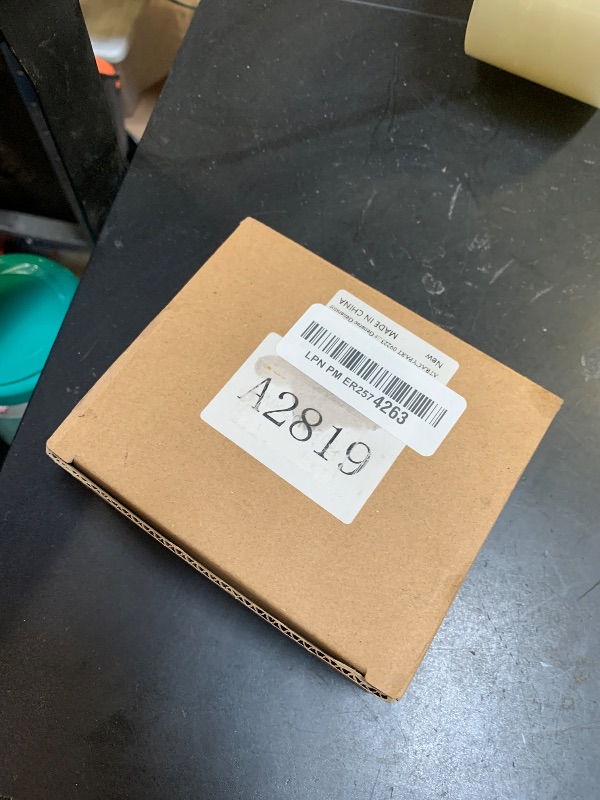 LPN PM ER2574263
A2819
MADE IN CHINA
New